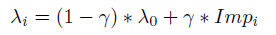 λ_i = (1 − γ) * λ_0 + γ * Imp_i